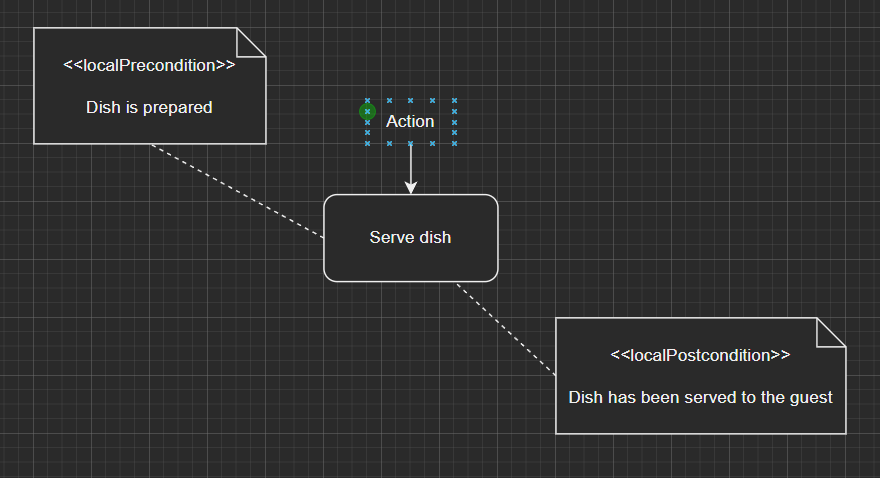 <<localPrecondition>>
Dish is prepared
Action
Serve dish
<<localPostcondition>>
Dish has been served to the guest